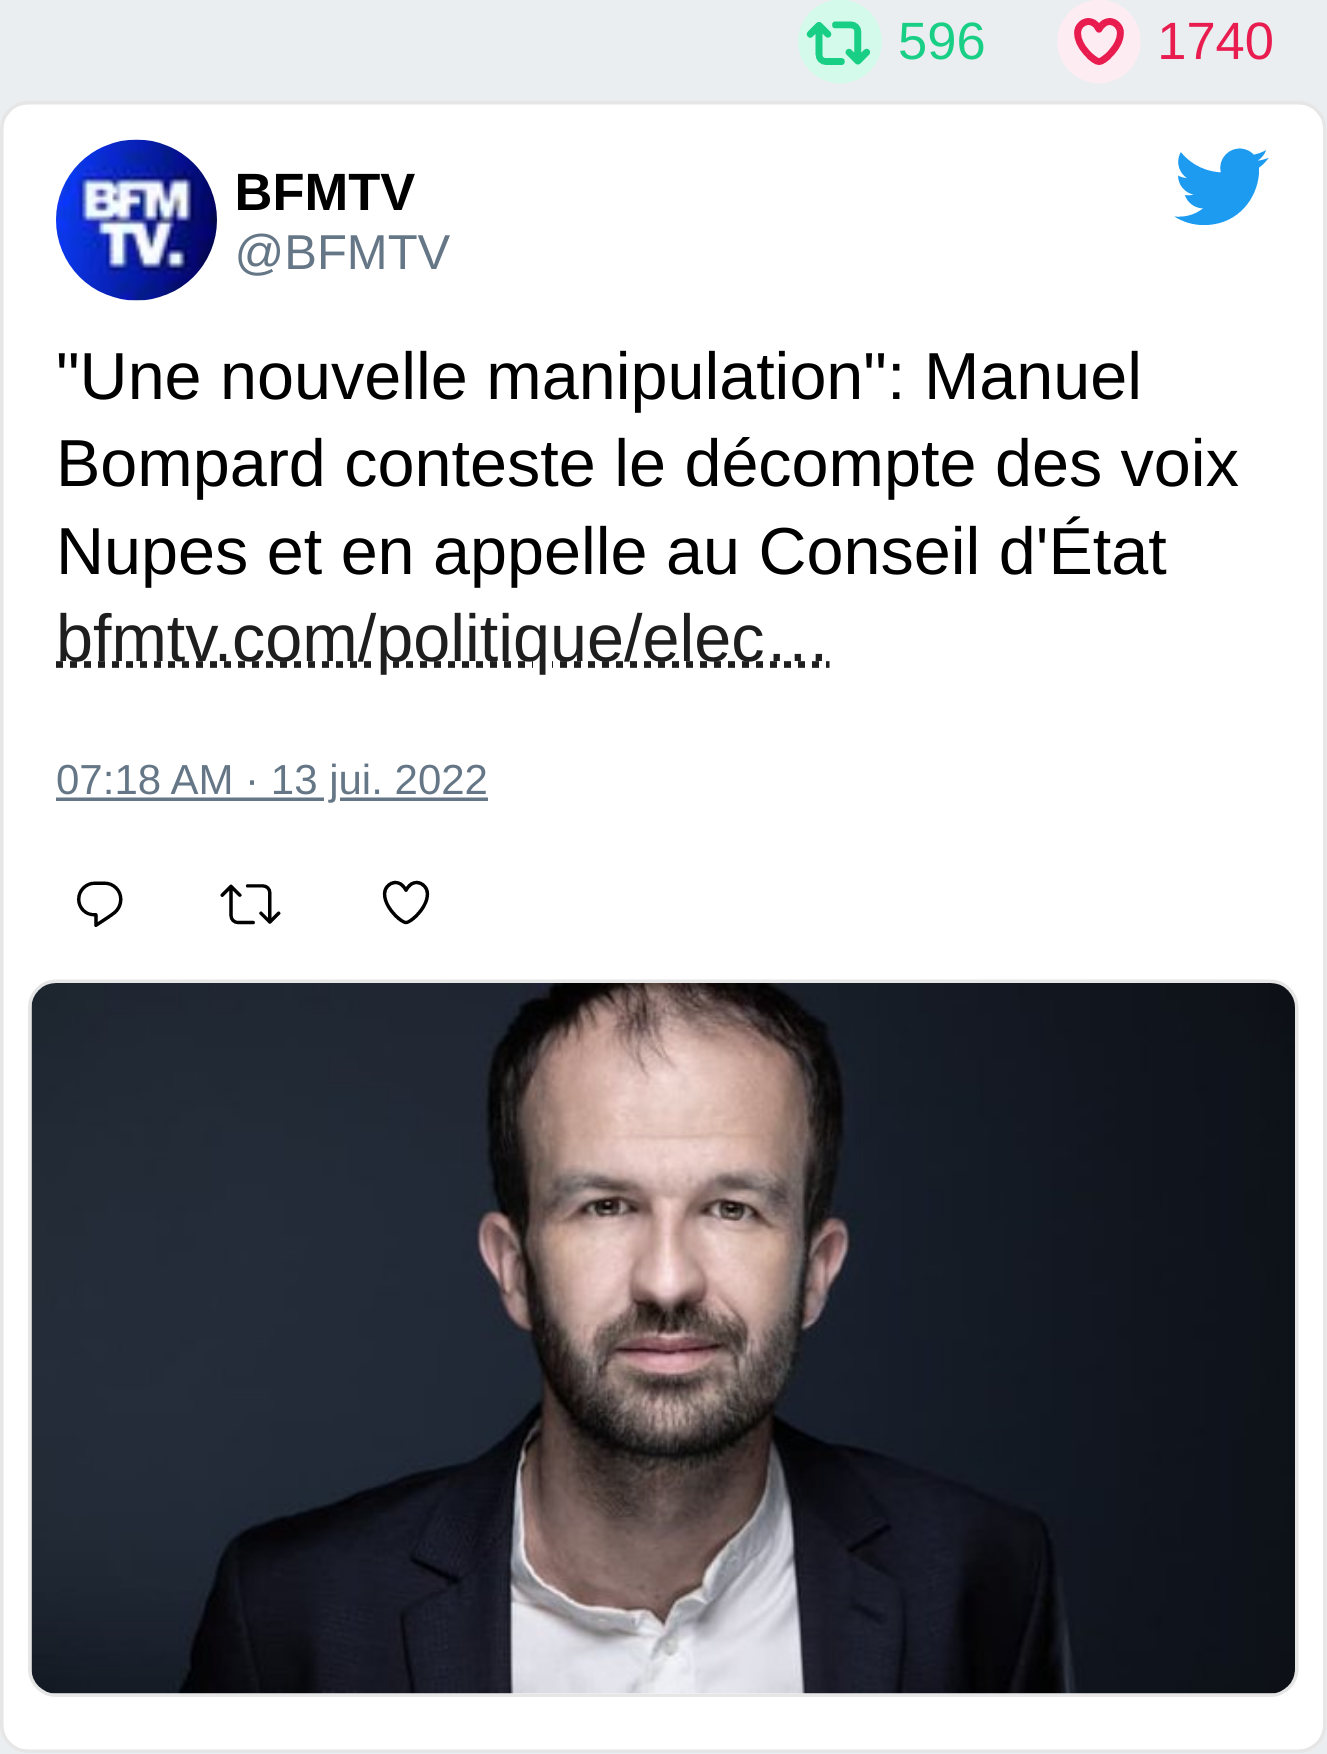 596 1740
BFM
TV.
BFMTV
@BFMTV
"Une nouvelle manipulation": Manuel
Bompard conteste le décompte des voix
Nupes et en appelle au Conseil d'État
bfmtv.com/politique/elec…
07:18 AM · 13 jui. 2022